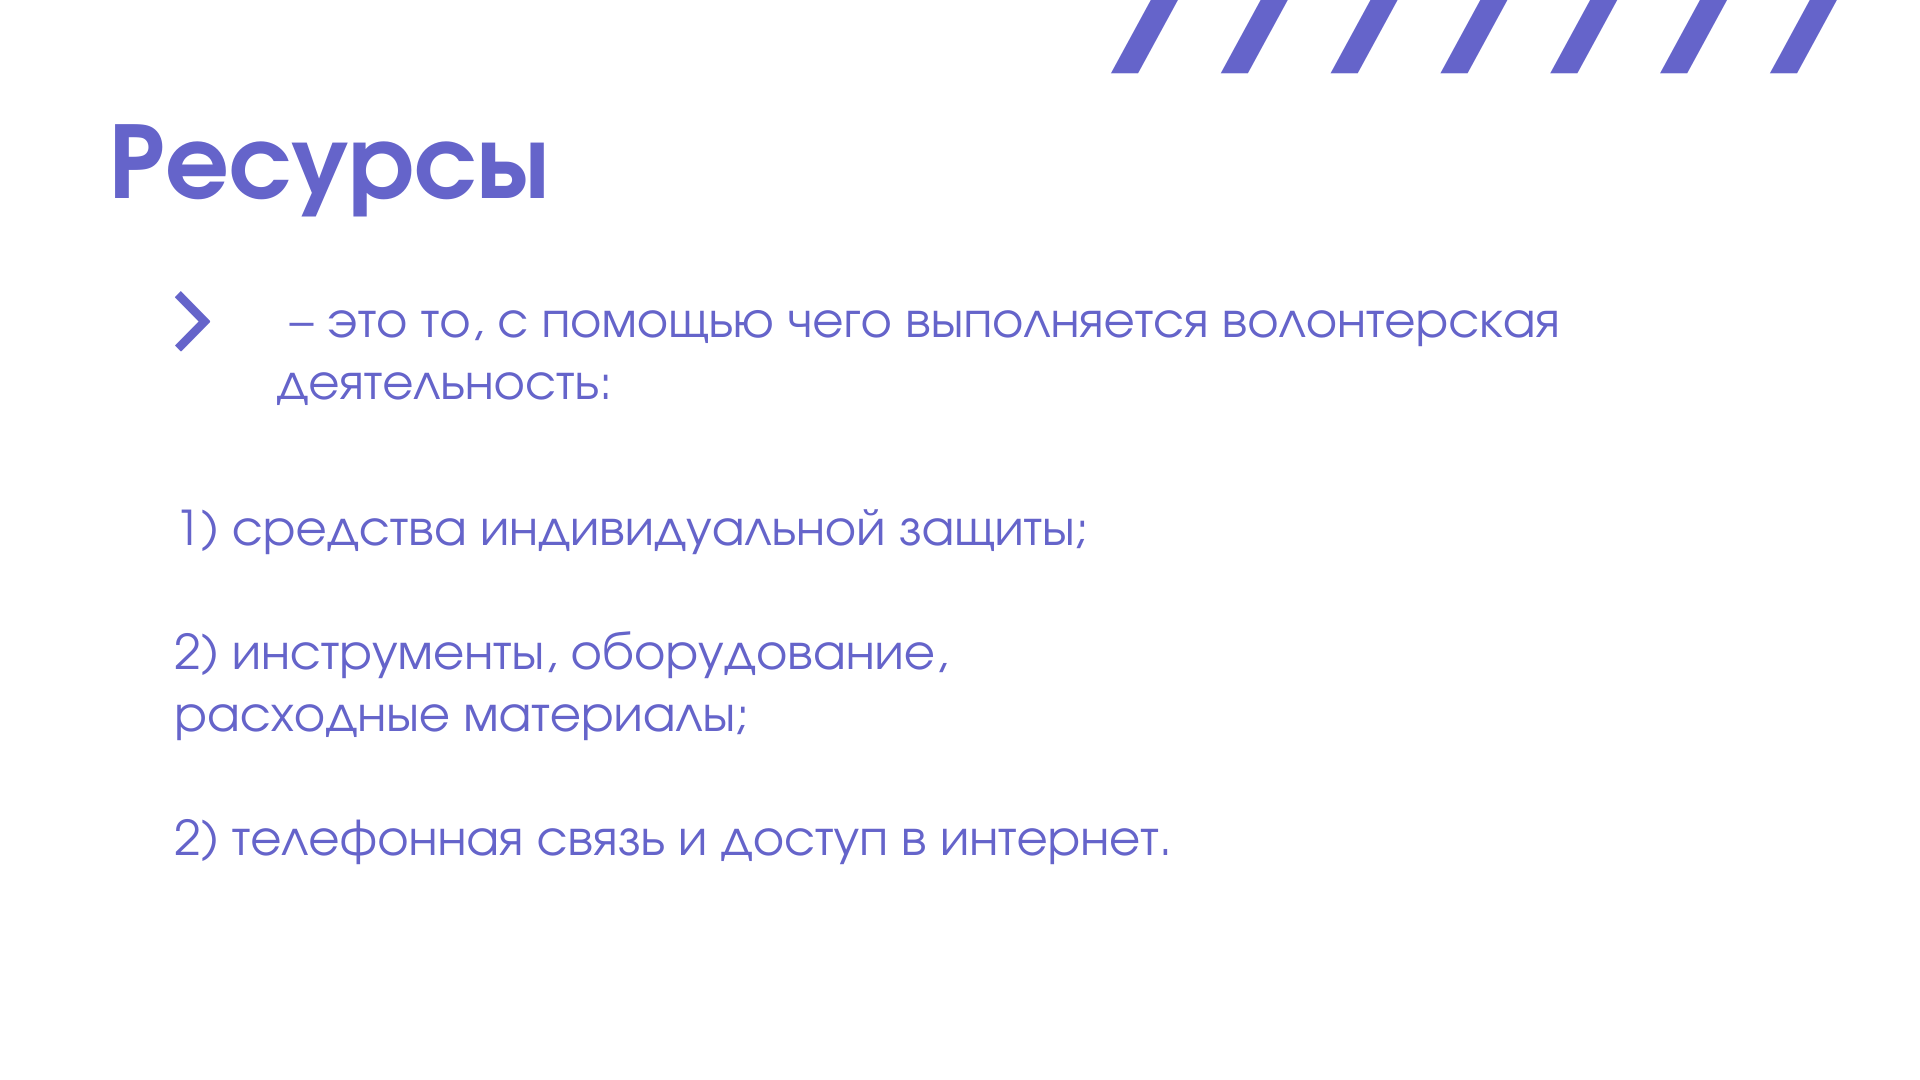 Ресурсы
– это то, с помощью чего выполняется волонтерская
деятельность:
1) средства индивидуальной защиты;
2) инструменты, оборудование,
расходные материалы;
2) телефонная связь и доступ в интернет.